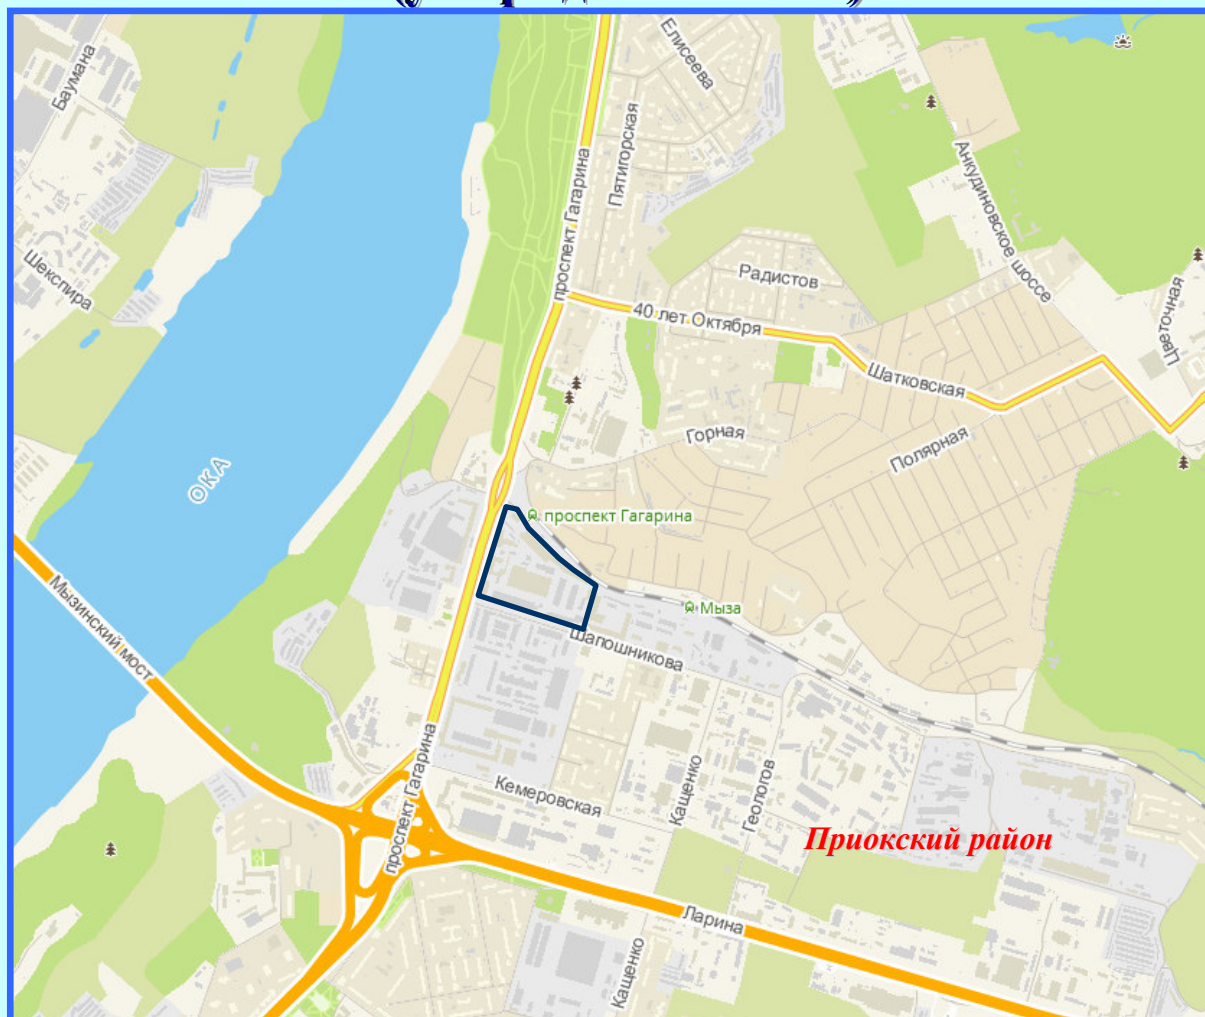 Елисеева
Баумана
Пятигорская
проспект Гагарина
Анкудиновское шоссе
Шекспира
Радистов
Цветочная
40 лет Октября
Шатковская
Горная
Полярная
ОКА
проспект Гагарина
Мыза
Мызинский мост
Шапошникова
проспект Гагарина
Кемеровская
Кащенко
Геологов
Приокский район
Ларина
Кащенко